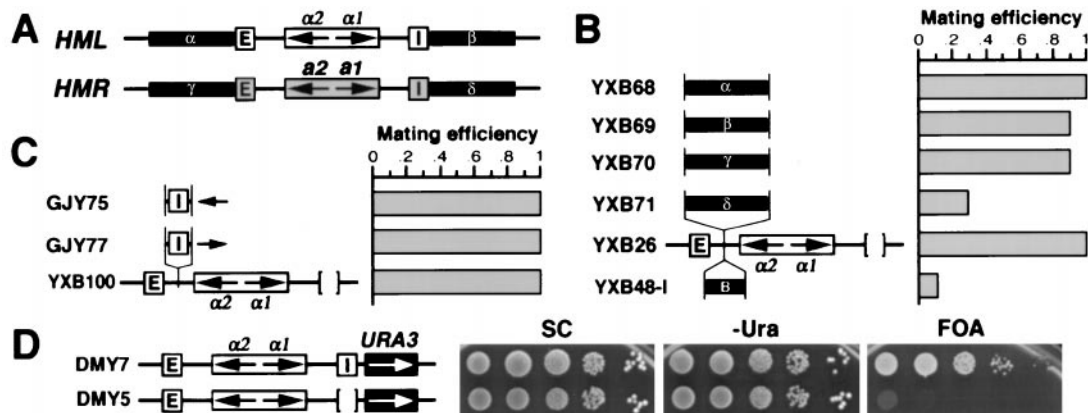 A
HML
α
E
α2 α1
I
β
HMR
γ
E
a2 a1
I
δ
B
Mating efficiency
0 .2 .4 .6 .8 1
YXB68
α
YXB69
β
YXB70
γ
YXB71
δ
YXB26
E
α2 α1
YXB48-I
B
C
Mating efficiency
0 .2 .4 .6 .8 1
GJY75
I
GJY77
I
YXB100
E
α2 α1
D
α2 α1
URA3
DMY7
E
I
DMY5
E
SC
-Ura
FOA